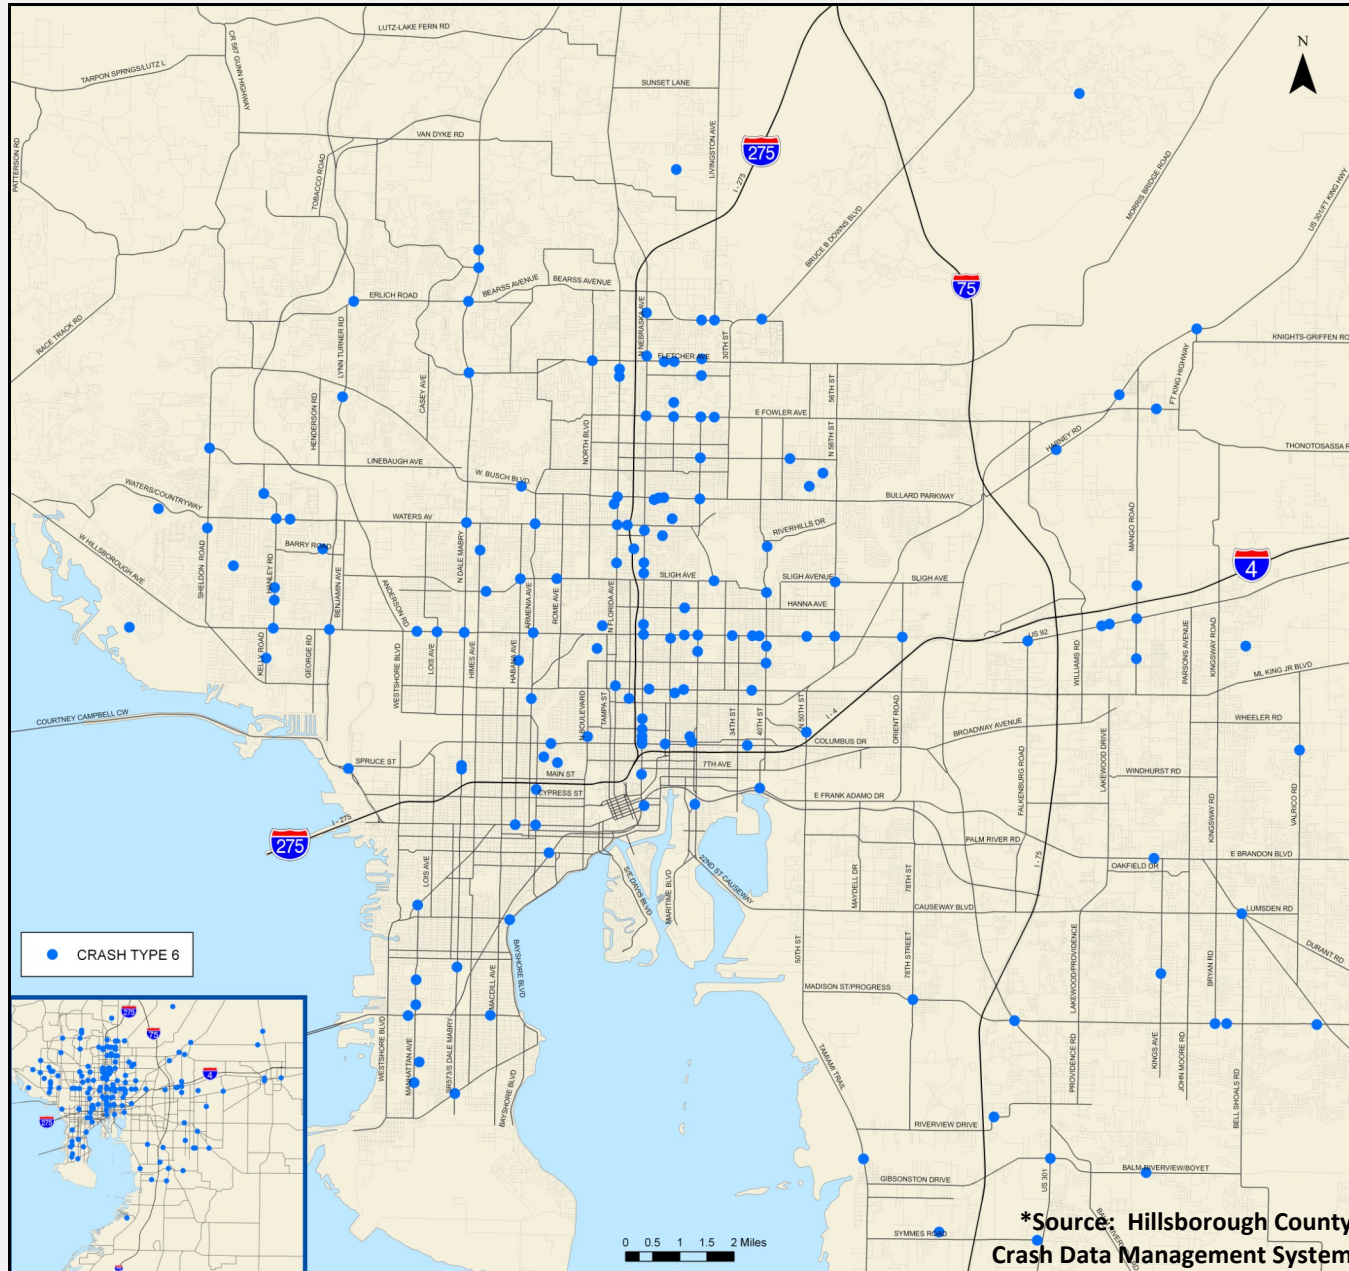 LUTZ-LAKE FERN RD
CR 587 GUNN HIGHWAY
TARPON SPRNGS/LUTZ L
SUNSET LANE
N
VAN DYKE RD
LIVINGSTON AVE
275
I - 275
PATTERSON RD
TOBACCO ROAD
MORRIS BRIDGE ROAD
US 301/FT KING HWY
BRUCE B DOWNS BLVD
75
BEARSS AVENUE
BEARSS AVENUE
ERLICH ROAD
RACE TRACK RD
LYNN TURNER RD
N NEBRASKA AVE
30TH ST
KNIGHTS-GRIFFEN RO
FLETCHER AVE
CASEY AVE
HENDERSON RD
56TH ST
FT KING HIGHWAY
E FOWLER AVE
NORTH BLVD
N 56TH ST
HARNEY RD
THONOTOSASSA R
LINEBAUGH AVE
W. BUSCH BLVD
WATERS/COUNTRYWAY
BULLARD PARKWAY
WATERS AV
MANGO ROAD
RIVERHILLS DR
BARRY ROAD
W HILLSBOROUGH AVE
SHELDON ROAD
HANLEY RD
BENJAMIN AVE
ANDERSON RD
N DALE MABRY
ARMENIA AVE
ROME AVE
N FLORIDA AVE
SLIGH AVE
SLIGH AVENUE
SLIGH AVE
HANNA AVE
4
US 92
KELLY ROAD
GEORGE RD
WESTSHORE BLVD
LOIS AVE
HIMES AVE
HABANA AVE
WILLIAMS RD
PARSONS AVENUE
KINGSWAY ROAD
ML KING JR BLVD
N BOULEVARD
TAMPA ST
34TH ST
40TH ST
N 50TH ST
I - 4
ORIENT ROAD
COURTNEY CAMPBELL CW
COLUMBUS DR
BROADWAY AVENUE
WHEELER RD
SPRUCE ST
MAIN ST
7TH AVE
WINDHURST RD
CYPRESS ST
E FRANK ADAMO DR
FALKENBURG ROAD
LAKEWOOD DRIVE
KINGSWAY RD
VALRICO RD
I - 275
275
PALM RIVER RD
I - 75
E BRANDON BLVD
OAKFIELD DR
LOIS AVE
S/E DAVIS BLVD
MARITIME BLVD
22ND ST CAUSEWAY
MAYDELL DR
78TH ST
CAUSEWAY BLVD
LUMSDEN RD
DURANT RD
CRASH TYPE 6
BAYSHORE BLVD
50TH ST
78TH STREET
LAKEWOOD/PROVIDENCE
BRYAN RD
MACDILL AVE
MADISON ST/PROGRESS
WESTSHORE BLVD
MANHATTAN AVE
SR573/S DALE MABRY
BAYSHORE BLVD
TAMIAMI TRAIL
PROVIDENCE RD
KINGS AVE
JOHN MOORE RD
BELL SHOALS RD
275
75
4
275
75
RIVERVIEW DRIVE
GIBSONSTON DRIVE
US 301
BALM RIVERVIEW/BOYET
SYMMES ROAD
0 0.5 1 1.5 2 Miles
*Source: Hillsborough County
Crash Data Management System